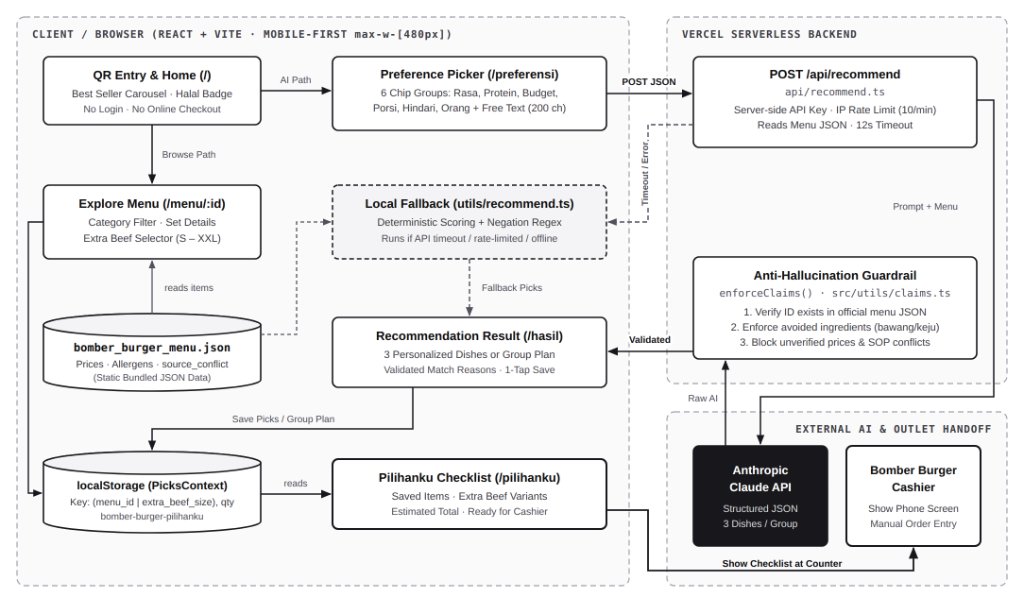 CLIENT / BROWSER (REACT + VITE · MOBILE-FIRST max-w-[480px])
QR Entry & Home (/)
Best Seller Carousel · Halal Badge
No Login · No Online Checkout
AI Path
Preference Picker (/preferensi)
6 Chip Groups: Rasa, Protein, Budget,
Porsi, Hindari, Orang + Free Text (200 ch)
POST JSON
VERCEL SERVERLESS BACKEND
POST /api/recommend
api/recommend.ts
Server-side API Key · IP Rate Limit (10/min)
Reads Menu JSON · 12s Timeout
Browse Path
Timeout / Error
Explore Menu (/menu/:id)
Category Filter · Set Details
Extra Beef Selector (S – XXL)
Local Fallback (utils/recommend.ts)
Deterministic Scoring + Negation Regex
Runs if API timeout / rate-limited / offline
Prompt + Menu
reads items
Fallback Picks
Anti-Hallucination Guardrail
enforceClaims() · src/utils/claims.ts
1. Verify ID exists in official menu JSON
2. Enforce avoided ingredients (bawang/keju)
3. Block unverified prices & SOP conflicts
bomber_burger_menu.json
Prices · Allergens · source_conflict
(Static Bundled JSON Data)
Recommendation Result (/hasil)
3 Personalized Dishes or Group Plan
Validated Match Reasons · 1-Tap Save
Validated
Raw AI
Save Picks / Group Plan
EXTERNAL AI & OUTLET HANDOFF
localStorage (PicksContext)
Key: (menu_id | extra_beef_size), qty
bomber-burger-pilihanku
reads
Pilihanku Checklist (/pilihanku)
Saved Items · Extra Beef Variants
Estimated Total · Ready for Cashier
Anthropic
Claude API
Structured JSON
3 Dishes / Group
Bomber Burger
Cashier
Show Phone Screen
Manual Order Entry
Show Checklist at Counter